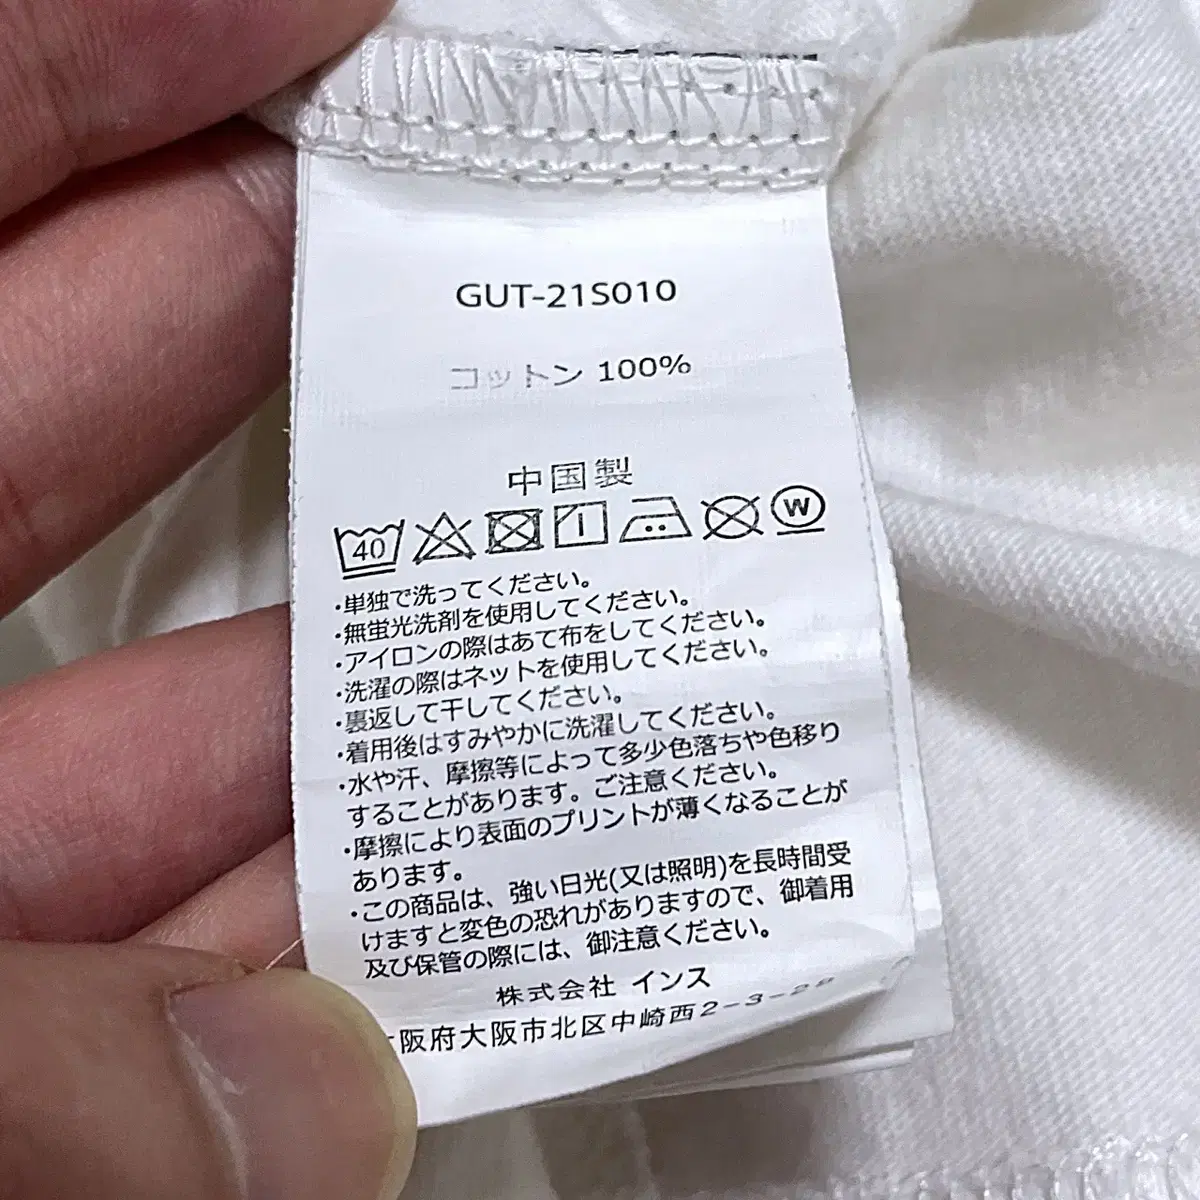 GUT-21S010
コットン 100%
中国製
40 W
・単独で洗ってください。
・無蛍光洗剤を使用してください。
・アイロンの際はあて布をしてください。
・洗濯の際はネットを使用してください。
・裏返して干してください。
・着用後はすみやかに洗濯してください。
・水や汗、摩擦等によって多少色落ちや色移り
することがあります。ご注意ください。
・摩擦により表面のプリントが薄くなることが
あります。
・この商品は、強い日光(又は照明)を長時間受
けますと変色の恐れがありますので、御着用
及び保管の際には、御注意ください。
株式会社 インス
阪府大阪市北区中崎西2-3-28